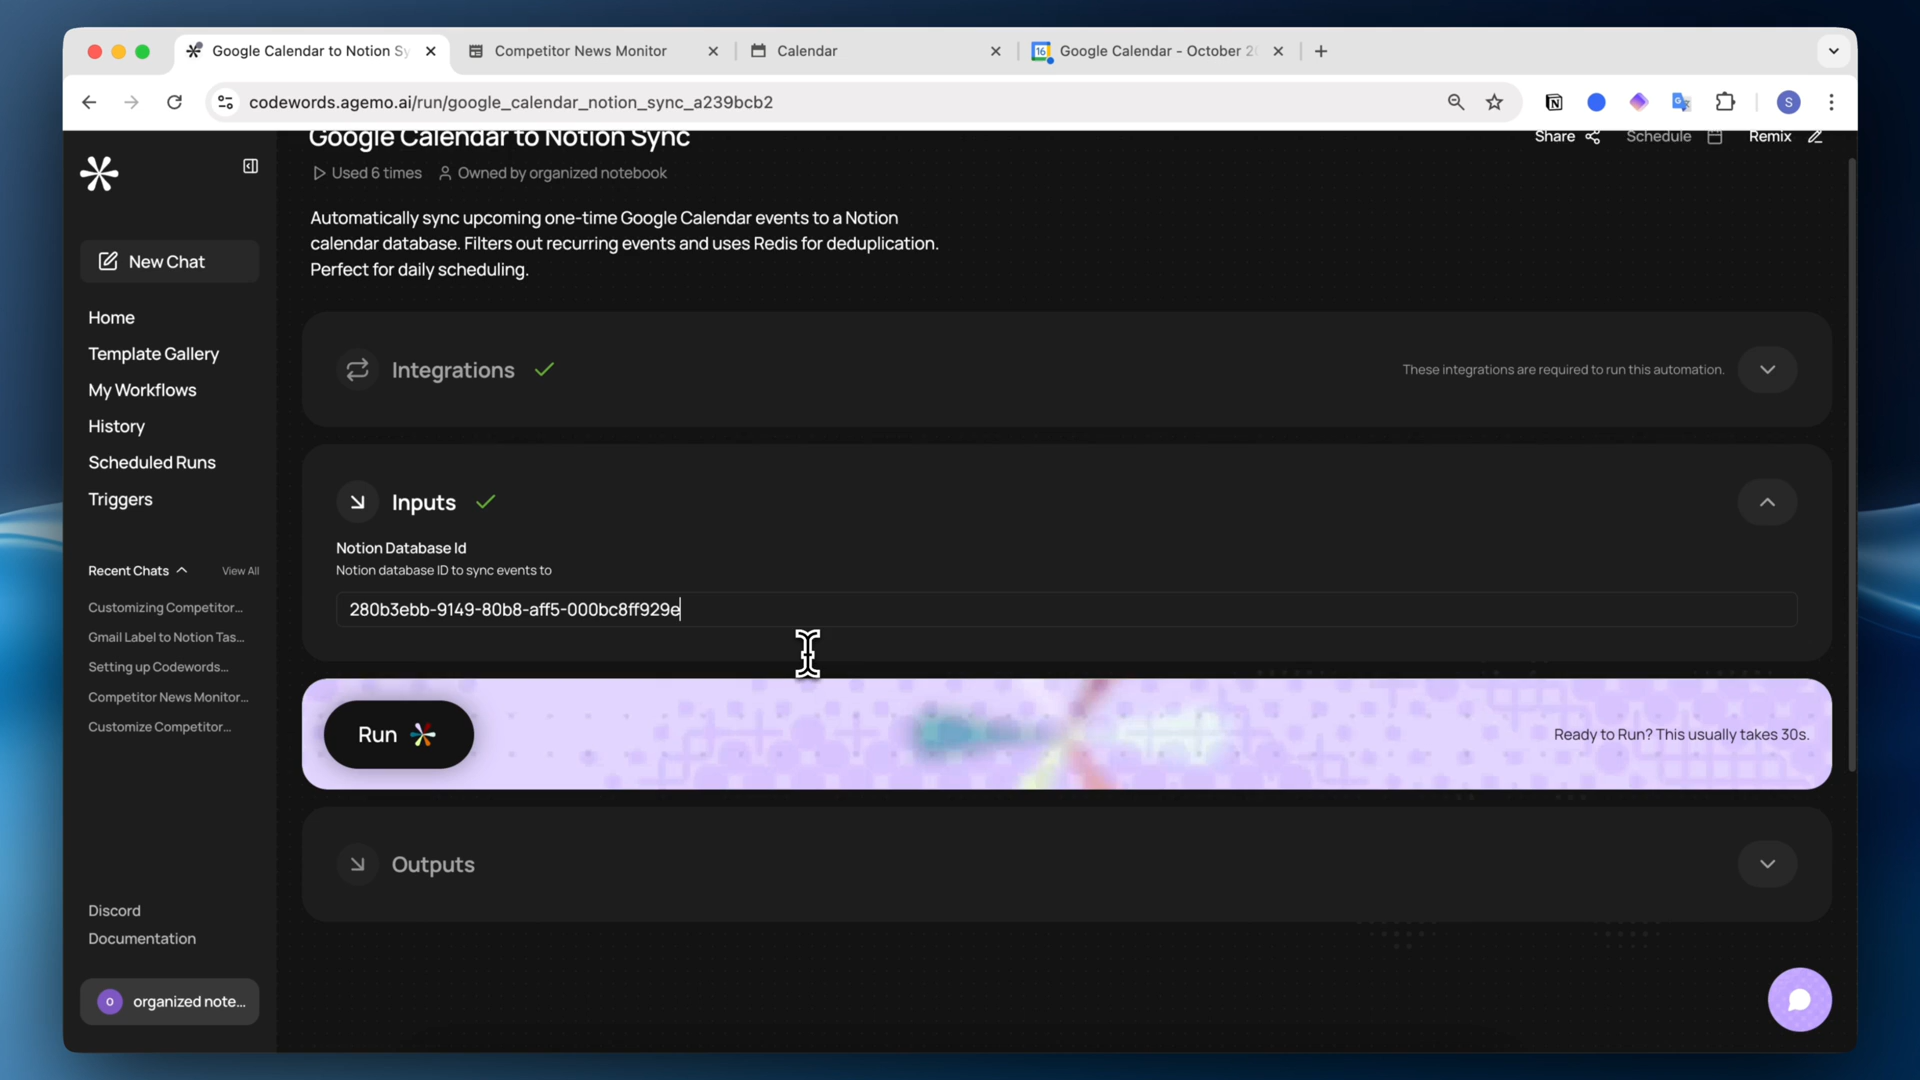 Google Calendar to Notion Sy
Competitor News Monitor
Calendar
16
Google Calendar - October 2
codewords.agemo.ai/run/google_calendar_notion_sync_a239bcb2
S
Google Calendar to Notion Sync
Share
Schedule
Remix
Used 6 times
Owned by organized notebook
Automatically sync upcoming one-time Google Calendar events to a Notion
calendar database. Filters out recurring events and uses Redis for deduplication.
Perfect for daily scheduling.
New Chat
Home
Template Gallery
My Workflows
History
Scheduled Runs
Triggers
Recent Chats
View All
Customizing Competitor...
Gmail Label to Notion Tas...
Setting up Codewords...
Competitor News Monitor...
Customize Competitor...
Discord
Documentation
O
organized note...
Integrations
These integrations are required to run this automation.
Inputs
Notion Database Id
Notion database ID to sync events to
280b3ebb-9149-80b8-aff5-000bc8ff929e
Run
Ready to Run? This usually takes 30s.
Outputs